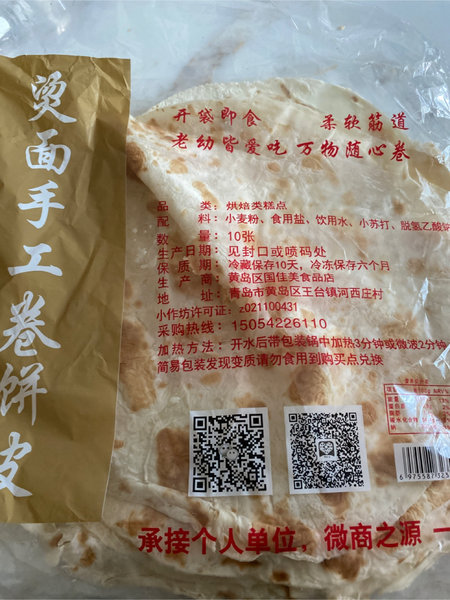 烫面手工卷饼皮
开袋即食 柔软筋道
老幼皆爱吃 万物随心卷
品 类：烘焙类糕点
配 料：小麦粉、食用盐、饮用水、小苏打、脱氢乙酸钠
数 量：10张
生产日期：见封口或喷码处
保 质 期：冷藏保存10天，冷冻保存六个月
生 产 商：黄岛区国佳美食品店
地 址：青岛市黄岛区王台镇河西庄村
小作坊许可证：z021100431
采购热线：15054226110
加热方法：开水后带包装锅中加热3分钟或微波2分钟
简易包装发现变质请勿食用到购买点兑换
承接个人单位，微商之源 一
6 975587 325